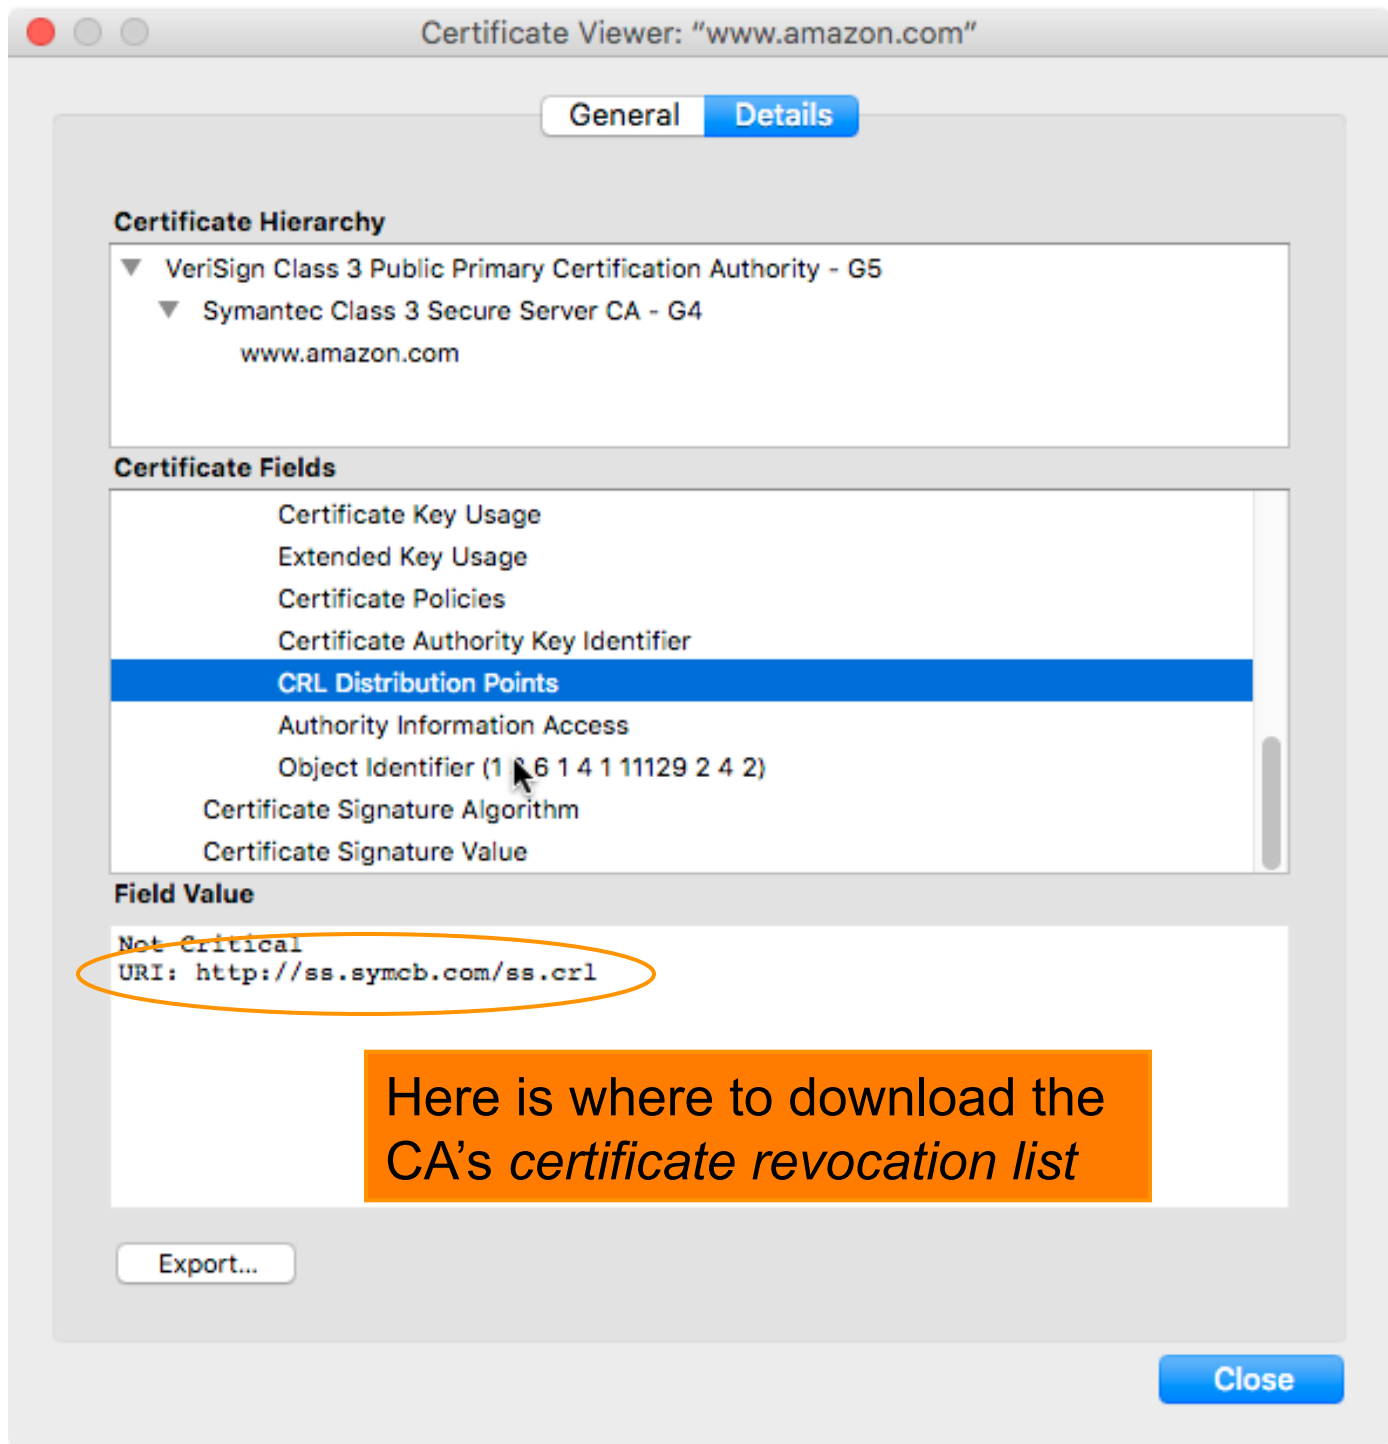 Certificate Viewer: “www.amazon.com”
General Details
Certificate Hierarchy
VeriSign Class 3 Public Primary Certification Authority - G5
Symantec Class 3 Secure Server CA - G4
www.amazon.com
Certificate Fields
Certificate Key Usage
Extended Key Usage
Certificate Policies
Certificate Authority Key Identifier
CRL Distribution Points
Authority Information Access
Object Identifier (1 3 6 1 4 1 11129 2 4 2)
Certificate Signature Algorithm
Certificate Signature Value
Field Value
Not Critical
URI: http://ss.symcb.com/ss.crl
Here is where to download the
CA’s certificate revocation list
Export...
Close